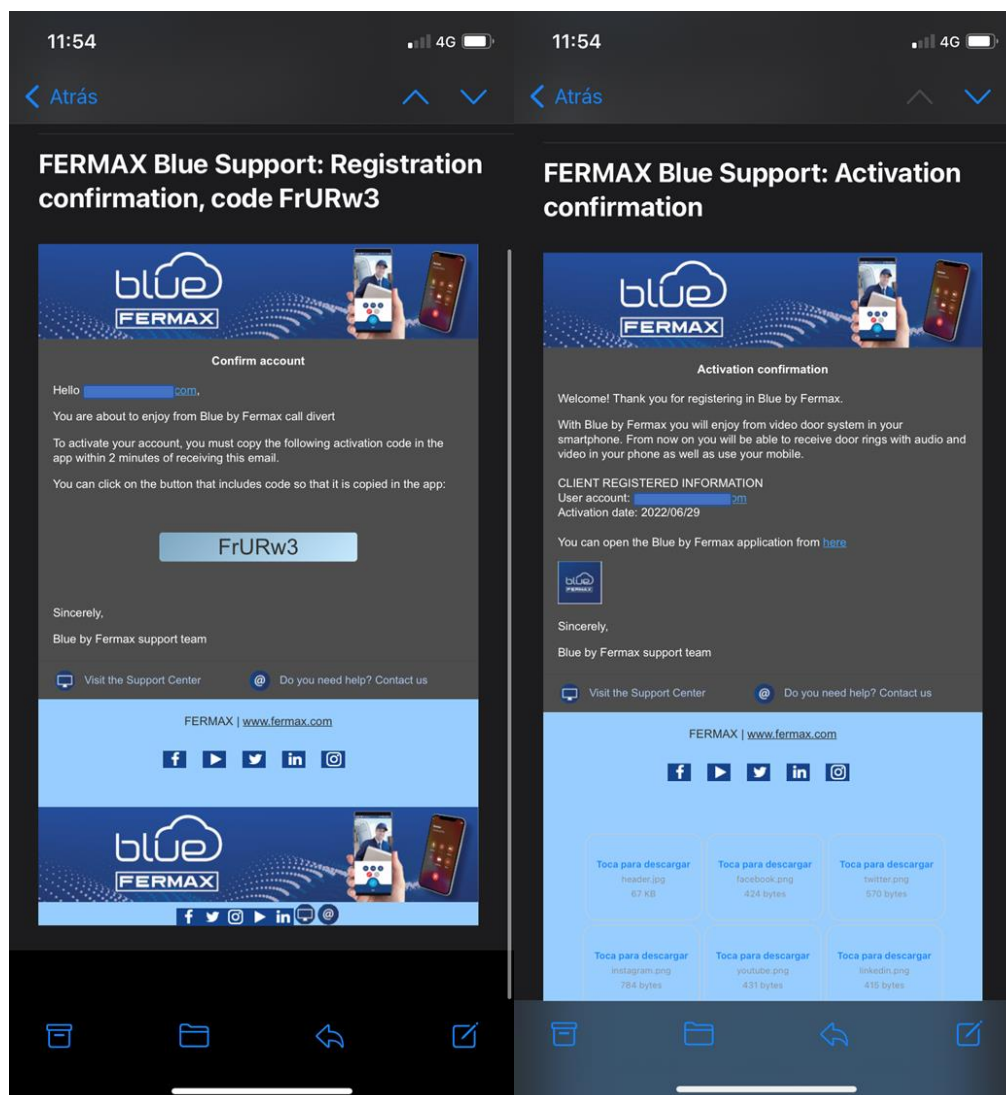 11:54
4G
Atrás
FERMAX Blue Support: Registration
confirmation, code FrURw3
blue
FERMAX
Confirm account
Hello com,
You are about to enjoy from Blue by Fermax call divert
To activate your account, you must copy the following activation code in the
app within 2 minutes of receiving this email.
You can click on the button that includes code so that it is copied in the app:
FrURw3
Sincerely,
Blue by Fermax support team
Visit the Support Center
@ Do you need help? Contact us
FERMAX | www.fermax.com
blue
FERMAX
11:54
4G
Atrás
FERMAX Blue Support: Activation
confirmation
blue
FERMAX
Activation confirmation
Welcome! Thank you for registering in Blue by Fermax.
With Blue by Fermax you will enjoy from video door system in your
smartphone. From now on you will be able to receive door rings with audio and
video in your phone as well as use your mobile.
CLIENT REGISTERED INFORMATION
User account: om
Activation date: 2022/06/29
You can open the Blue by Fermax application from here
blue
FERMAX
Sincerely,
Blue by Fermax support team
Visit the Support Center
@ Do you need help? Contact us
FERMAX | www.fermax.com
Toca para descargar
header.jpg
67 KB
Toca para descargar
facebook.png
424 bytes
Toca para descargar
twitter.png
570 bytes
Toca para descargar
instagram.png
784 bytes
Toca para descargar
youtube.png
431 bytes
Toca para descargar
linkedin.png
415 bytes